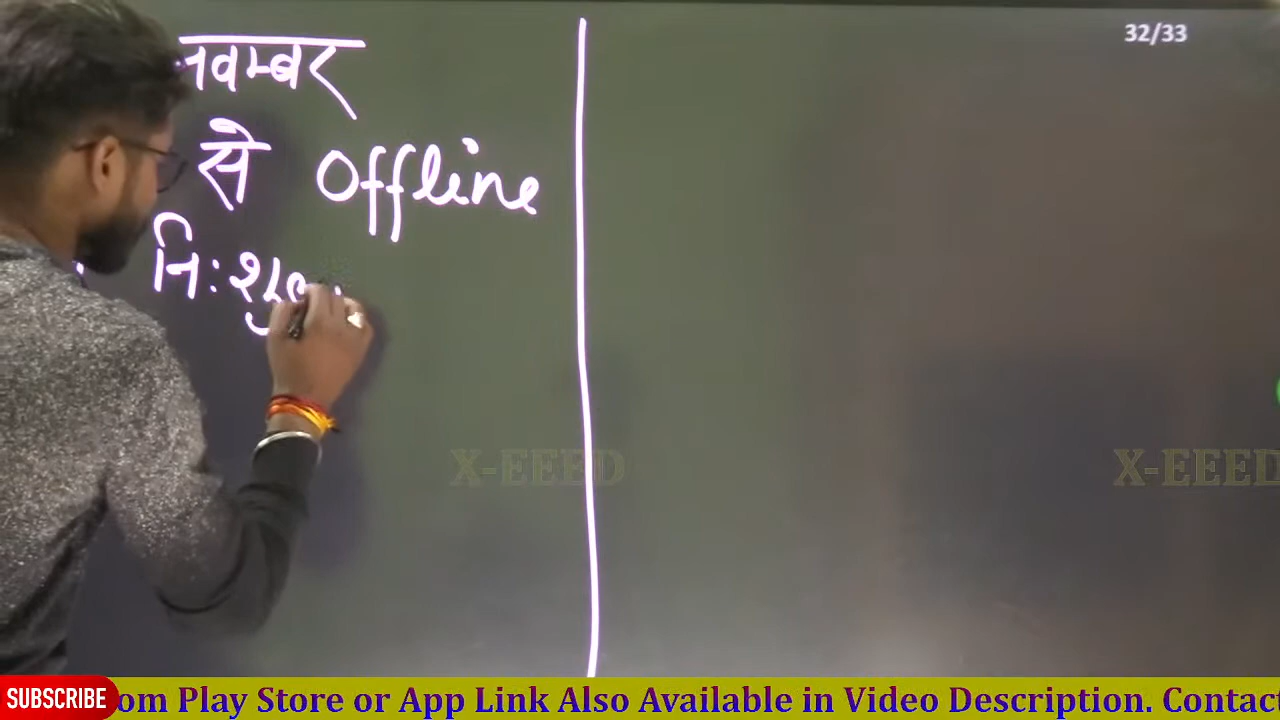 32/33
नवम्बर
से Offline
नि:शुल
X-EEED X-EEED
SUBSCRIBE om Play Store or App Link Also Available in Video Description. Contact